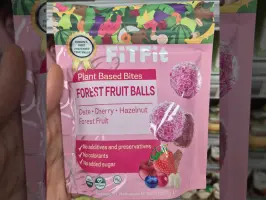 FiTFit
Plant Based Bites
FOREST FRUIT BALLS
Date • Cherry • Hazelnut
Forest Fruit
No additives and preservatives
No colorants
No added sugar